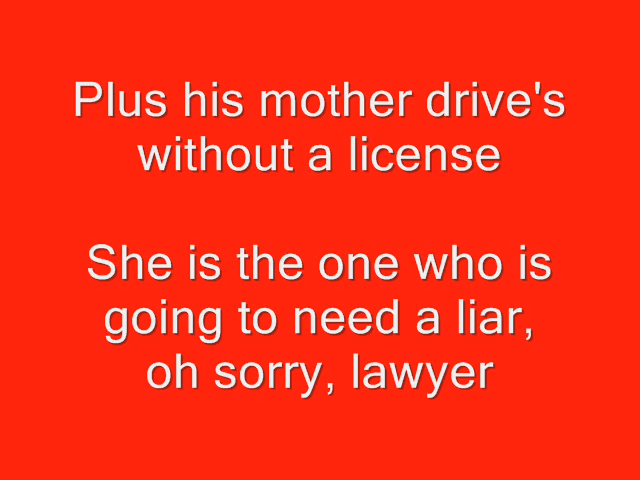 Plus his mother drive's
without a license
She is the one who is
going to need a liar,
oh sorry, lawyer